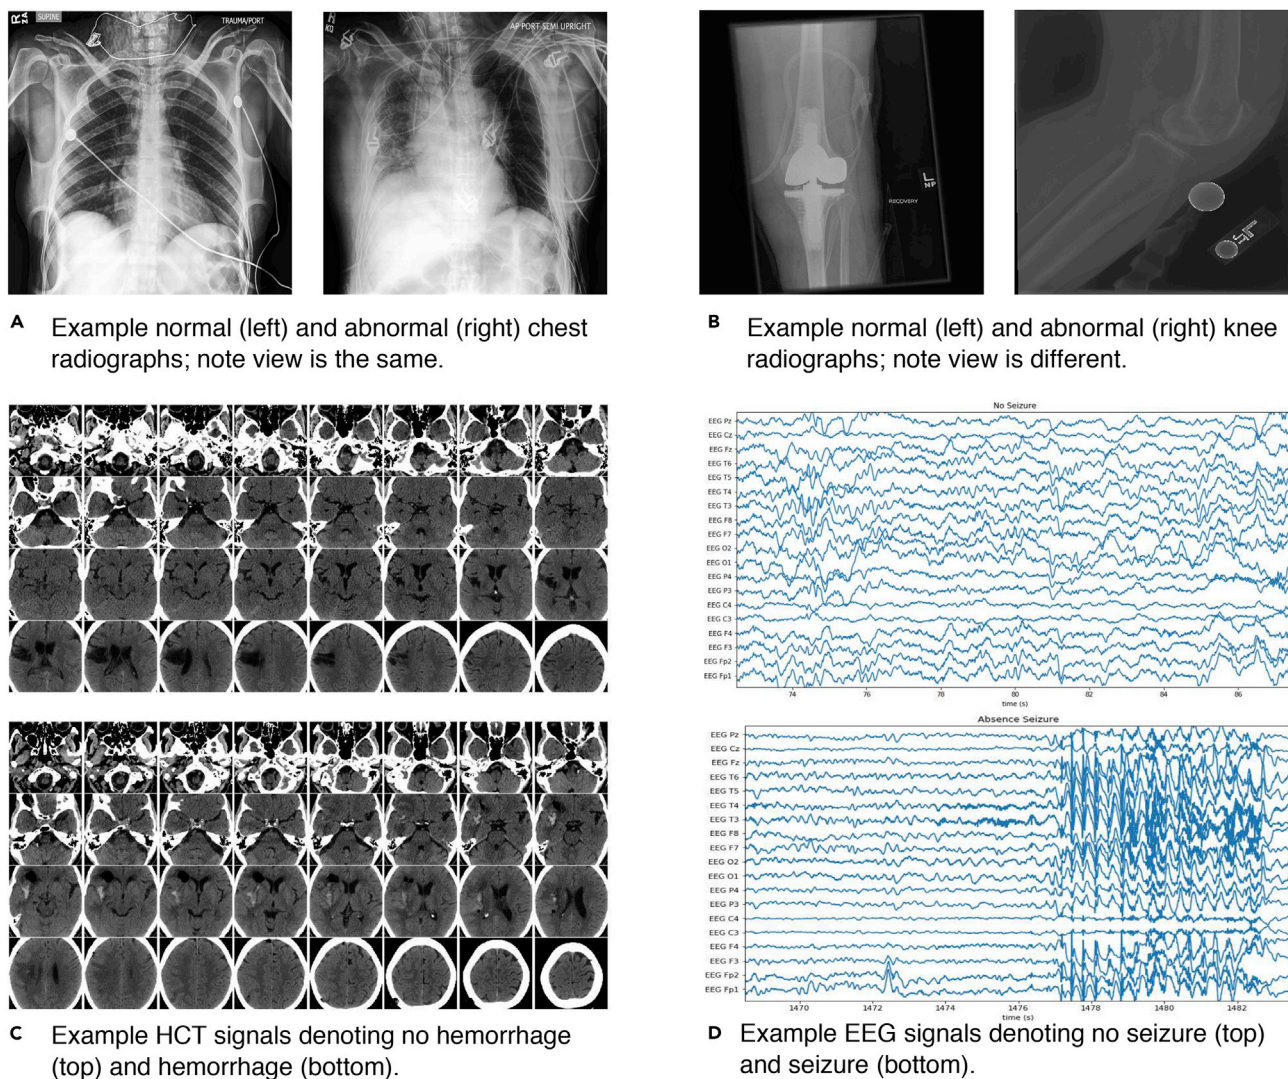 R
ZA
SUPINE
TRAUMA/PORT
R
KO
AP PORT SEMI UPRIGHT
L
NP
RECOVERY
A Example normal (left) and abnormal (right) chest
radiographs; note view is the same.
B Example normal (left) and abnormal (right) knee
radiographs; note view is different.
No Seizure
EEG Pz
EEG Cz
EEG Fz
EEG T6
EEG T5
EEG T4
EEG T3
EEG F8
EEG F7
EEG O2
EEG O1
EEG P4
EEG P3
EEG C4
EEG C3
EEG F4
EEG F3
EEG Fp2
EEG Fp1
74 76 78 80 82 84 86
time (s)
Absence Seizure
EEG Pz
EEG Cz
EEG Fz
EEG T6
EEG T5
EEG T4
EEG T3
EEG F8
EEG F7
EEG O2
EEG O1
EEG P4
EEG P3
EEG C4
EEG C3
EEG F4
EEG F3
EEG Fp2
EEG Fp1
1470 1472 1474 1476 1478 1480 1482
time (s)
C Example HCT signals denoting no hemorrhage
(top) and hemorrhage (bottom).
D Example EEG signals denoting no seizure (top)
and seizure (bottom).